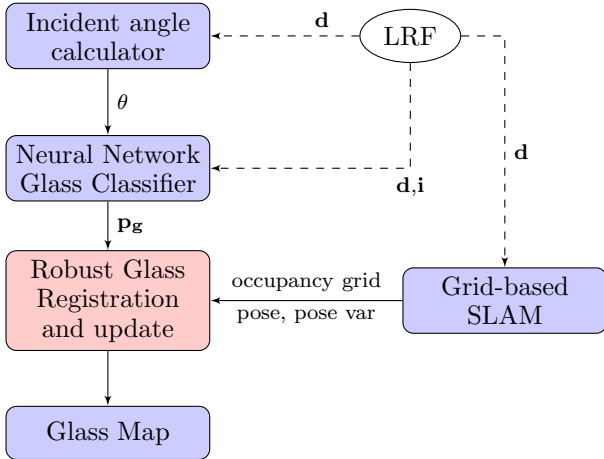 Incident angle
calculator
d
LRF
θ
d
Neural Network
Glass Classifier
d,i
p_g
Robust Glass
Registration
and update
occupancy grid
pose, pose var
Grid-based
SLAM
Glass Map